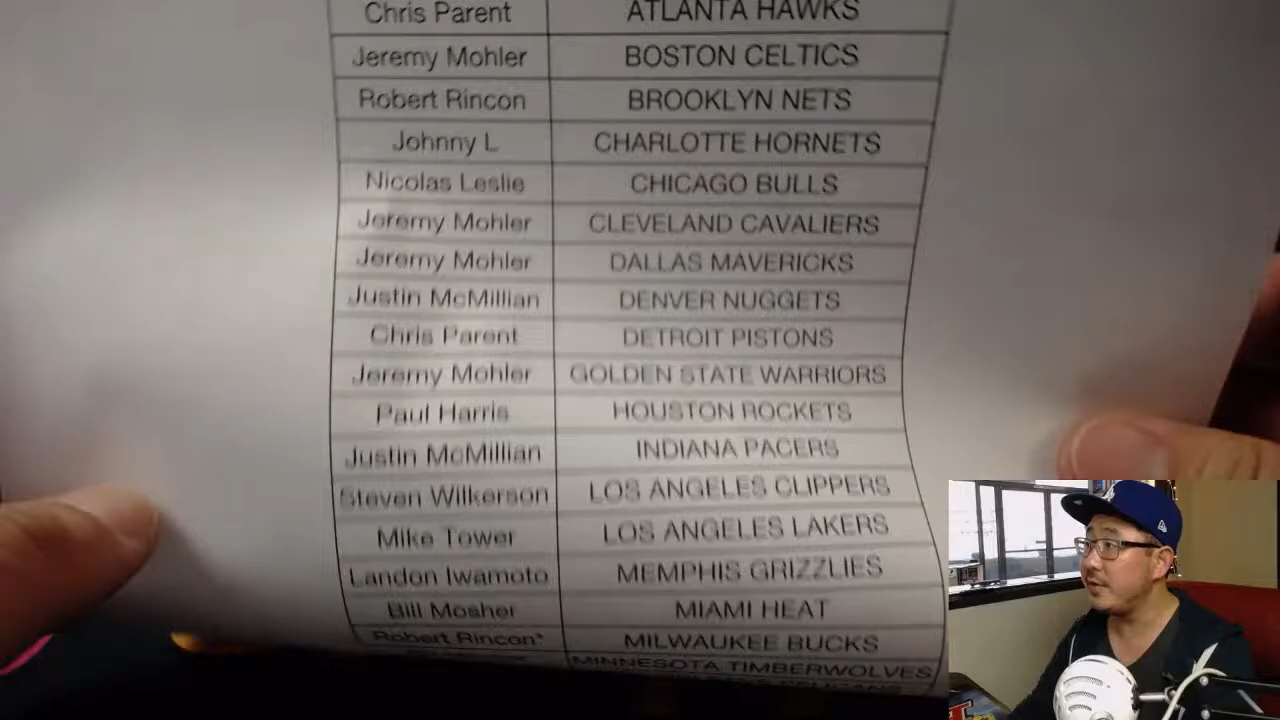 Chris Parent ATLANTA HAWKS
Jeremy Mohler BOSTON CELTICS
Robert Rincon BROOKLYN NETS
Johnny L CHARLOTTE HORNETS
Nicolas Leslie CHICAGO BULLS
Jeremy Mohler CLEVELAND CAVALIERS
Jeremy Mohler DALLAS MAVERICKS
Justin McMillian DENVER NUGGETS
Chris Parent DETROIT PISTONS
Jeremy Mohler GOLDEN STATE WARRIORS
Paul Harris HOUSTON ROCKETS
Justin McMillian INDIANA PACERS
Steven Wilkerson LOS ANGELES CLIPPERS
Mike Tower LOS ANGELES LAKERS
Landon Iwamoto MEMPHIS GRIZZLIES
Bill Mosher MIAMI HEAT
Robert Rincon* MILWAUKEE BUCKS
MINNESOTA TIMBERWOLVES